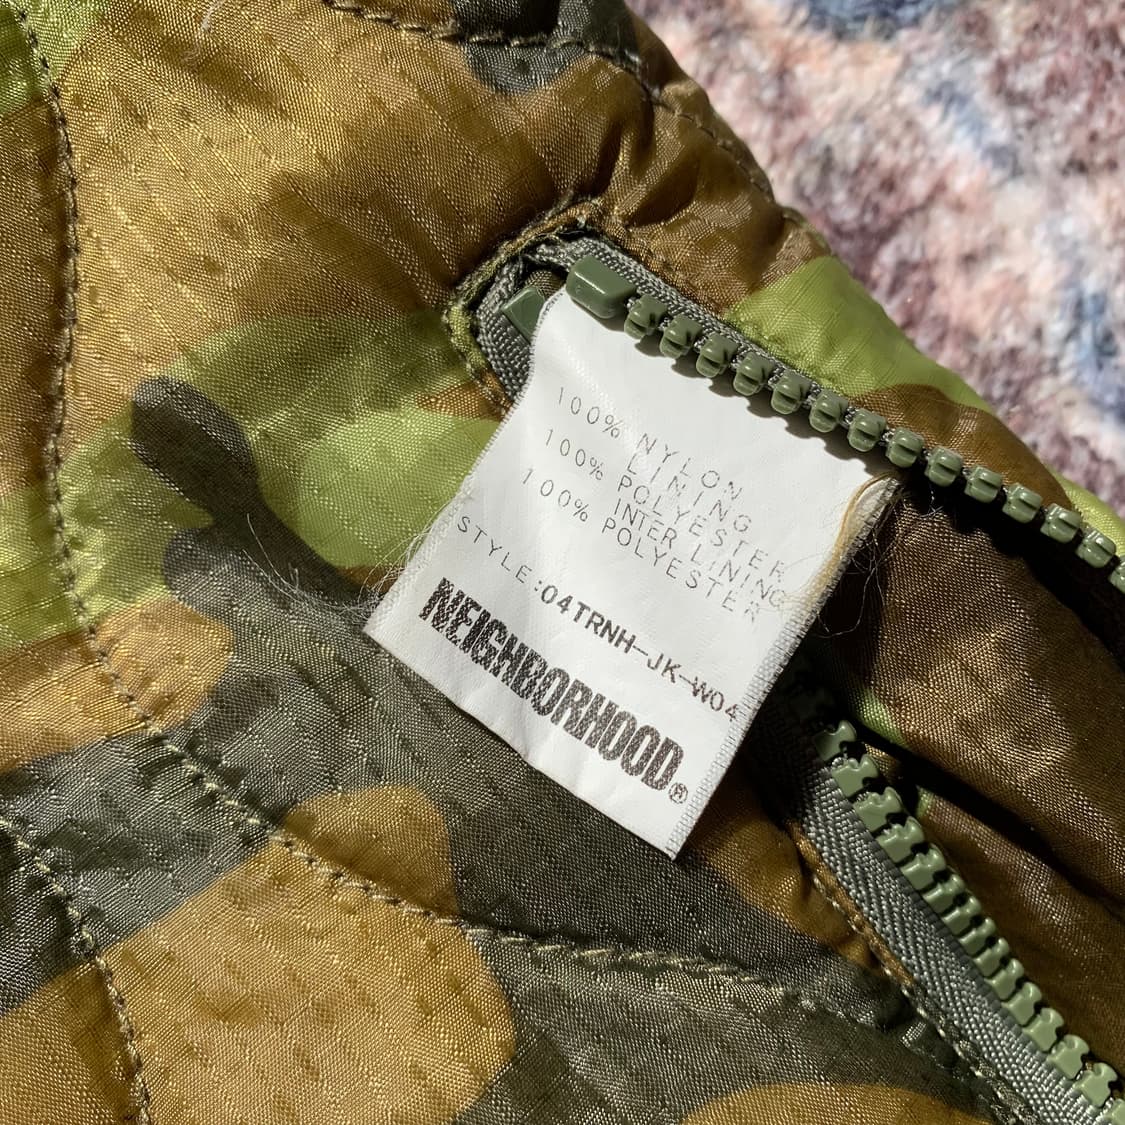 100% NYLON
LINING
100% POLYESTER
INTER LINING
100% POLYESTER
STYLE:04TRNH-JK-W04
NEIGHBORHOOD®